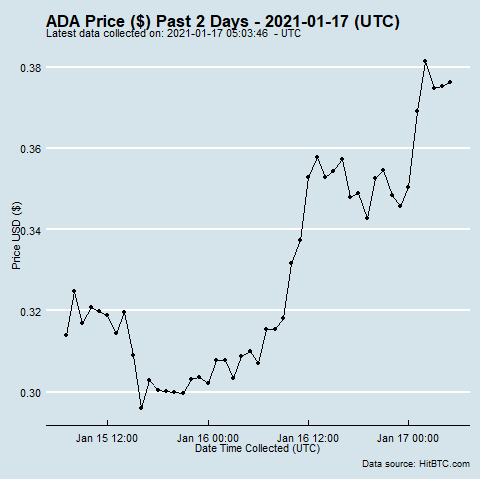 ADA Price ($) Past 2 Days - 2021-01-17 (UTC)
Latest data collected on: 2021-01-17 05:03:46 - UTC
0.38
0.36
0.34
0.32
0.30
Price USD ($)
Jan 15 12:00 Jan 16 00:00 Jan 16 12:00 Jan 17 00:00
Date Time Collected (UTC)
Data source: HitBTC.com